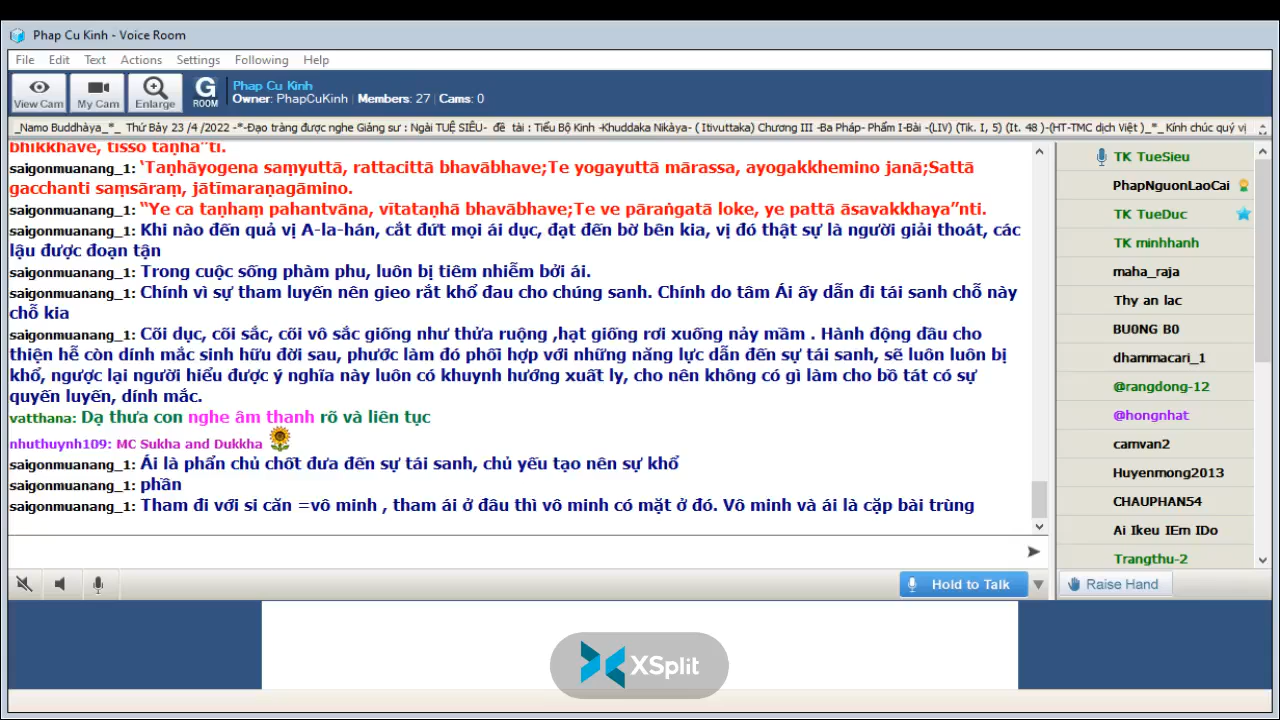 Phap Cu Kinh - Voice Room
File Edit Text Actions Settings Following Help
View Cam My Cam Enlarge G ROOM
Phap Cu Kinh
Owner: PhapCuKinh | Members: 27 | Cams: 0
_Namo Buddhàya_*_ Thứ Bảy 23 /4 /2022 -*-Đạo tràng được nghe Giảng sư : Ngài TUỆ SIÊU- đề tài : Tiểu Bộ Kinh -Khuddaka Nikàya- ( Itivuttaka) Chương III -Ba Pháp- Phẩm I-Bài -(LIV) (Tik. I, 5) (It. 48 )-(HT-TMC dịch Việt )_*_ Kính chúc quý vị
bhikkhave, tisso taṇhā”ti.
saigonmuanang_1: ‘Taṇhāyogena saṃyuttā, rattacittā bhavābhave;Te yogayuttā mārassa, ayogakkhemino janā;Sattā
gacchanti saṃsāraṃ, jātīmaraṇagāmino.
saigonmuanang_1: “Ye ca taṇhaṃ pahantvāna, vītataṇhā bhavābhave;Te ve pāraṅgatā loke, ye pattā āsavakkhaya”nti.
saigonmuanang_1: Khi nào đến quả vị A-la-hán, cắt đứt mọi ái dục, đạt đến bờ bên kia, vị đó thật sự là người giải thoát, các
lậu được đoạn tận
saigonmuanang_1: Trong cuộc sống phàm phu, luôn bị tiêm nhiễm bởi ái.
saigonmuanang_1: Chính vì sự tham luyến nên gieo rắt khổ đau cho chúng sanh. Chính do tâm Ái ấy dẫn đi tái sanh chỗ này
chỗ kia
saigonmuanang_1: Cõi dục, cõi sắc, cõi vô sắc giống như thửa ruộng ,hạt giống rơi xuống nảy mầm . Hành động đầu cho
thiện hễ còn dính mắc sinh hữu đời sau, phước làm đó phối hợp với những năng lực dẫn đến sự tái sanh, sẽ luôn luôn bị
khổ, ngược lại người hiểu được ý nghĩa này luôn có khuynh hướng xuất ly, cho nên không có gì làm cho bồ tát có sự
quyến luyến, dính mắc.
vatthana: Dạ thưa con nghe âm thanh rõ và liên tục
nhuthuynh109: MC Sukha and Dukkha
saigonmuanang_1: Ái là phẩn chủ chốt đưa đến sự tái sanh, chủ yếu tạo nên sự khổ
saigonmuanang_1: phần
saigonmuanang_1: Tham đi với si căn =vô minh , tham ái ở đâu thì vô minh có mặt ở đó. Vô minh và ái là cặp bài trùng
Hold to Talk
TK TueSieu
PhapNguonLaoCai
TK TueDuc
TK minhhanh
maha_raja
Thy an lac
BU0NG B0
dhammacari_1
@rangdong-12
@hongnhat
camvan2
Huyenmong2013
CHAUPHAN54
Ai Ikeu IEm IDo
Trangthu-2
Raise Hand
XSplit